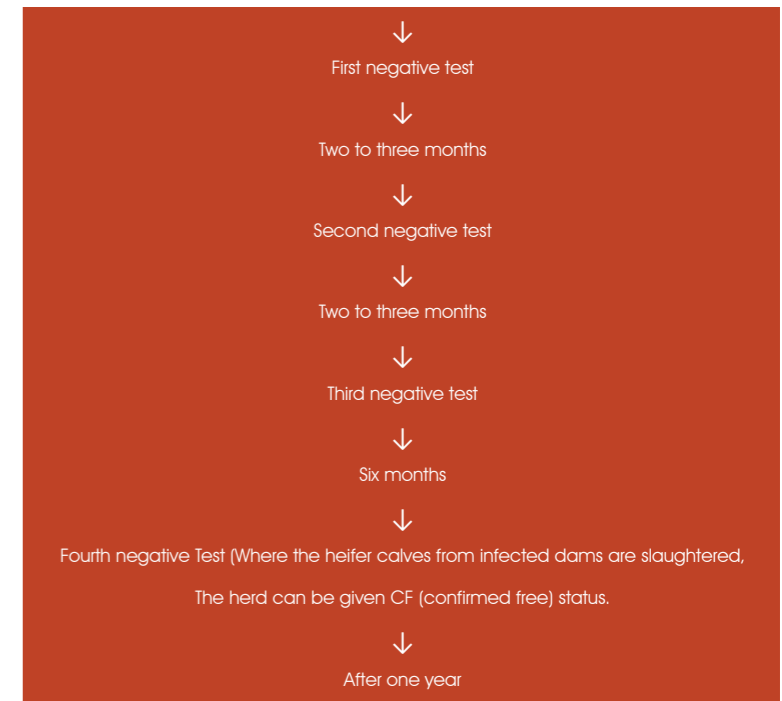 ↓
First negative test
↓
Two to three months
↓
Second negative test
↓
Two to three months
↓
Third negative test
↓
Six months
↓
Fourth negative Test (Where the heifer calves from infected dams are slaughtered,
The herd can be given CF (confirmed free) status.
↓
After one year